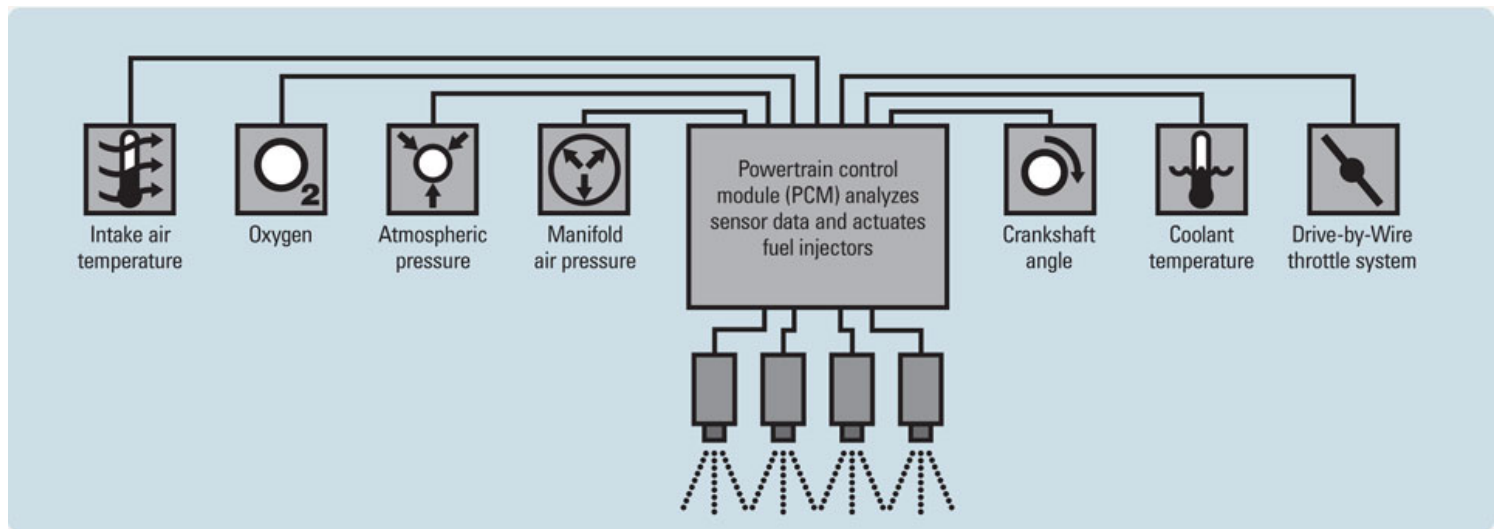 2
Intake air
temperature
Oxygen
Atmospheric
pressure
Manifold
air pressure
Powertrain control
module (PCM) analyzes
sensor data and actuates
fuel injectors
Crankshaft
angle
Coolant
temperature
Drive-by-Wire
throttle system